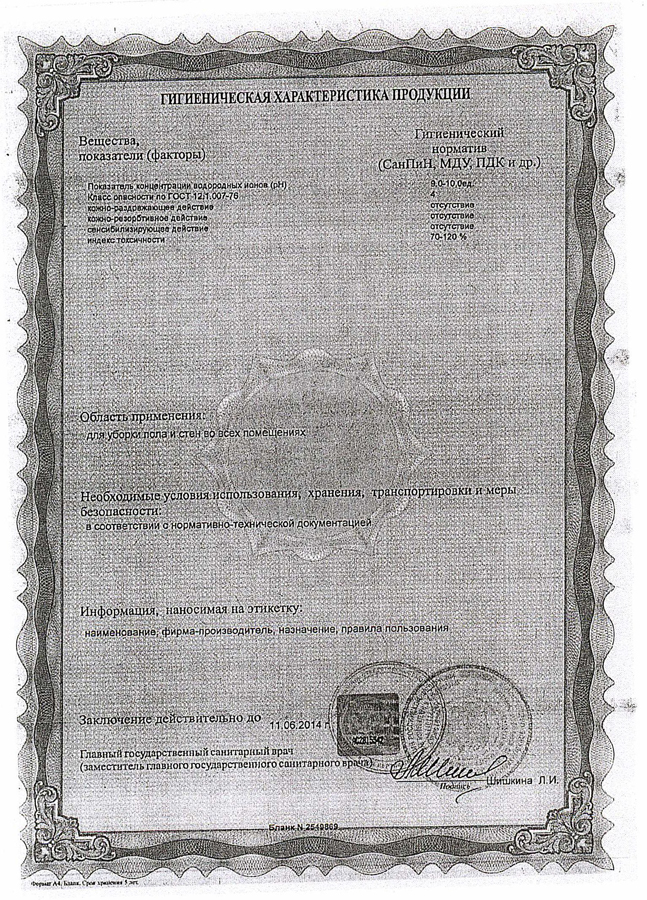 ГИГИЕНИЧЕСКАЯ ХАРАКТЕРИСТИКА ПРОДУКЦИИ
Вещества, показатели (факторы)
Гигиенический норматив (СанПиН, МДУ, ПДК и др.)
Показатель концентрации водородных ионов (pH) 9,0-10,0ед.
Класс опасности по ГОСТ 12.1.007-76 4
кожно-раздражающее действие отсутствие
кожно-резорбтивное действие отсутствие
сенсибилизирующее действие отсутствие
индекс токсичности 70-120 %
Область применения:
для уборки пола и стен во всех помещениях
Необходимые условия использования, хранения, транспортировки и меры
безопасности:
в соответствии с нормативно-технической документацией
Информация, наносимая на этикетку:
наименование, фирма-производитель, назначение, правила пользования
Заключение действительно до 11.06.2014 г.
Главный государственный санитарный врач
(заместитель главного государственного санитарного врача)
Подпись Шишкина Л.И.
Бланк N 2549869
Формат А4. Бланк. Срок хранения 5 лет.